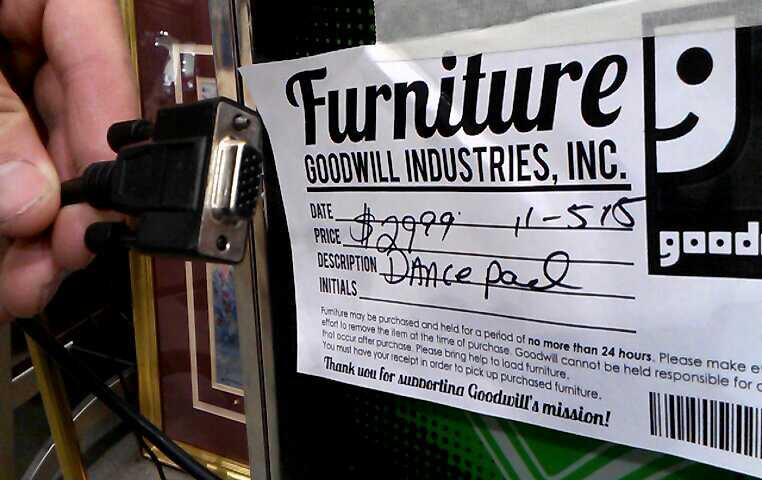 Furniture
GOODWILL INDUSTRIES, INC.
DATE 11-5-15
PRICE $2999
DESCRIPTION Dance pad
INITIALS
good
Furniture may be purchased and held for a period of no more than 24 hours. Please make e
effort to remove the item at the time of purchase. Goodwill cannot be held responsible for
that occur after purchase. Please bring help to load furniture.
You must have your receipt in order to pick up purchased furniture.
Thank you for supporting Goodwill's mission!